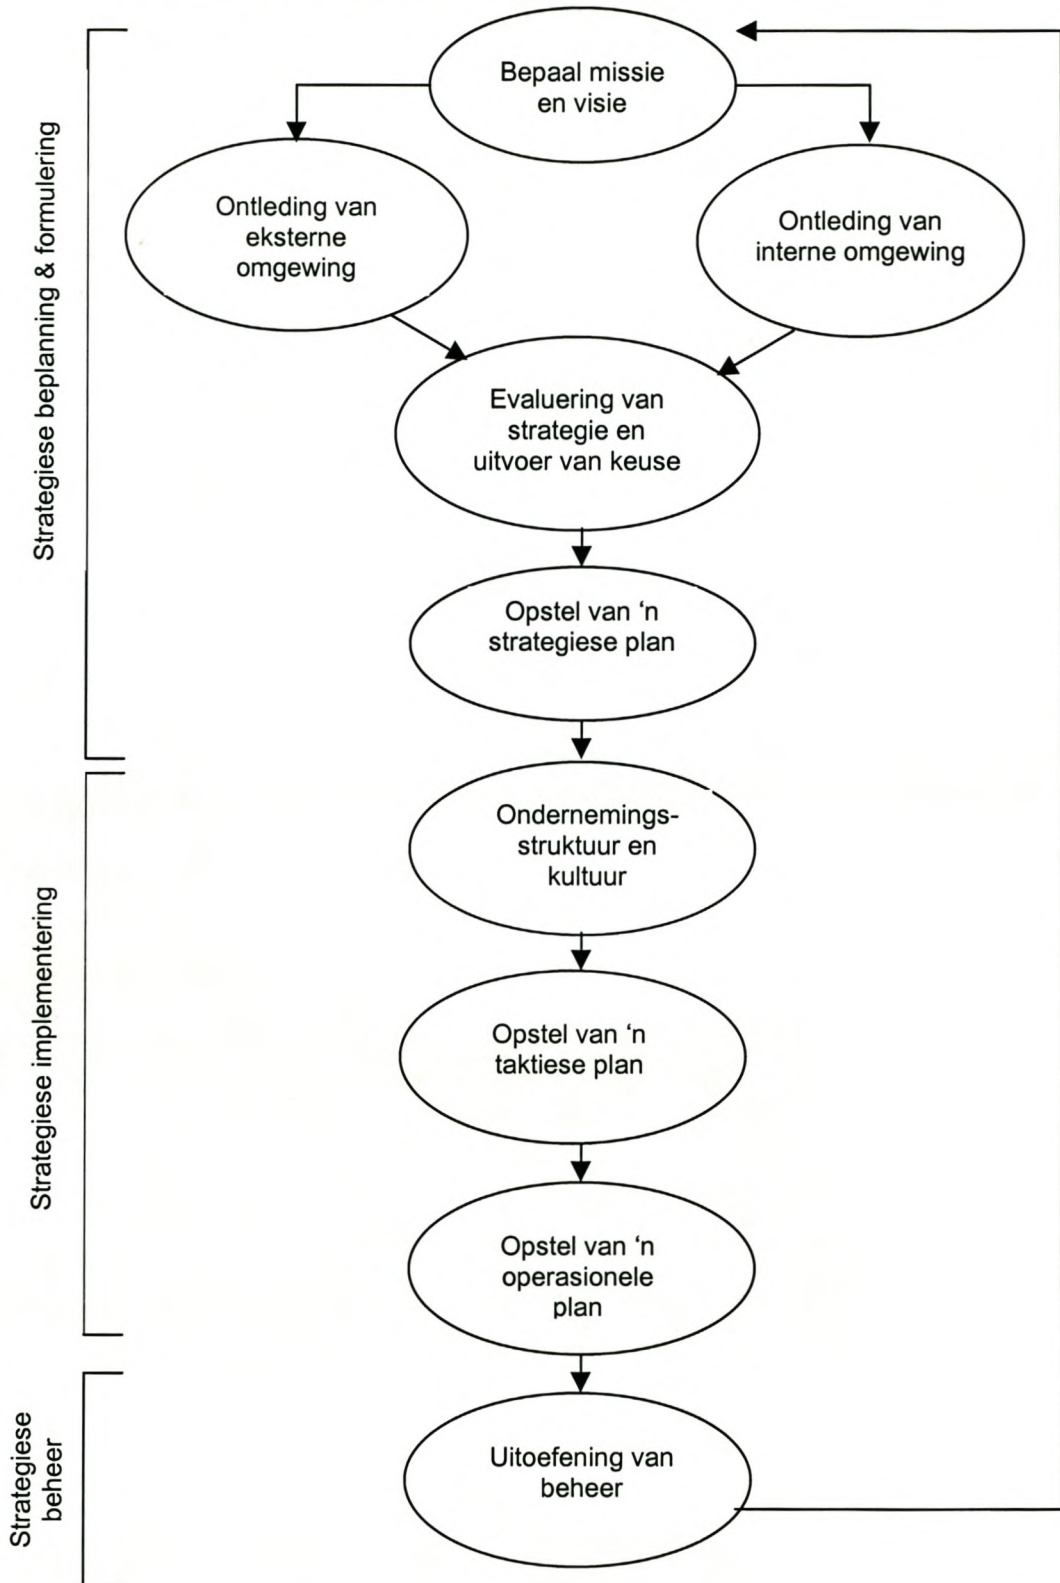 Bepaal missie
en visie
Ontleding van
eksterne
omgewing
Ontleding van
interne omgewing
Evaluering van
strategie en
uitvoer van keuse
Opstel van ‘n
strategiese plan
Ondernemings-
struktuur en
kultuur
Opstel van ‘n
taktiese plan
Opstel van ‘n
operasionele
plan
Uitoefening van
beheer
Strategiese beplanning & formulering
Strategiese implementering
Strategiese
beheer